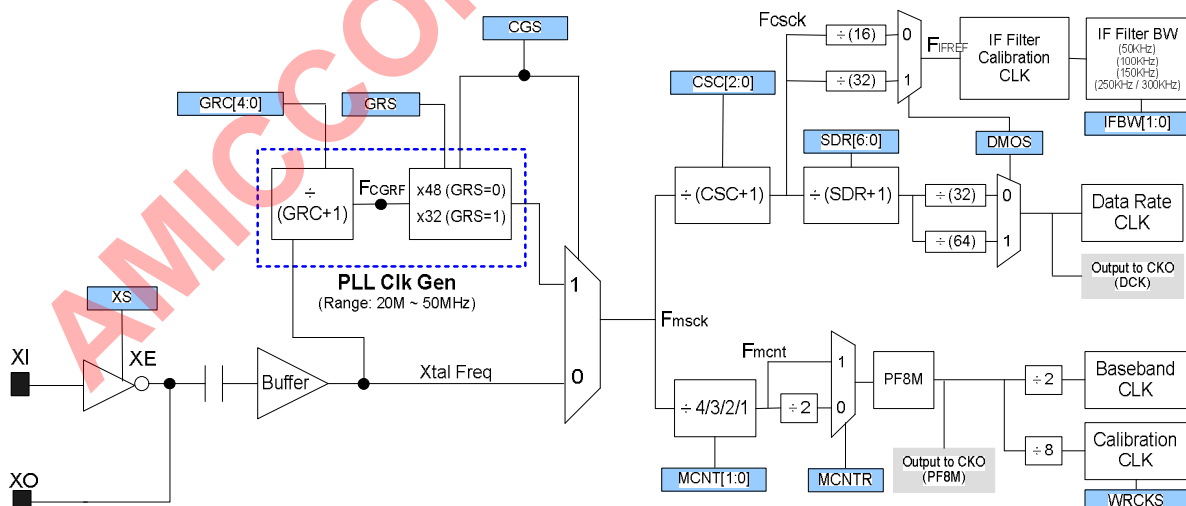 AMICCOM
CGS
GRC[4:0]
GRS
÷
(GRC+1)
FCGRF
x48 (GRS=0)
x32 (GRS=1)
PLL Clk Gen
(Range: 20M ~ 50MHz)
XS
XI
XE
Buffer
Xtal Freq
XO
1
0
Fmsck
Fcsck
CSC[2:0]
÷ (16)
÷ (32)
0
1
FIFREF
IF Filter
Calibration
CLK
IF Filter BW
(50KHz)
(100KHz)
(150KHz)
(250KHz / 300KHz)
IFBW[1:0]
SDR[6:0]
DMOS
÷ (CSC+1)
÷ (SDR+1)
÷ (32)
÷ (64)
0
1
Data Rate
CLK
Output to CKO
(DCK)
Fmcnt
÷ 4/3/2/1
÷ 2
1
0
PF8M
÷ 2
Baseband
CLK
÷ 8
Calibration
CLK
MCNT[1:0]
MCNTR
Output to CKO
(PF8M)
WRCKS